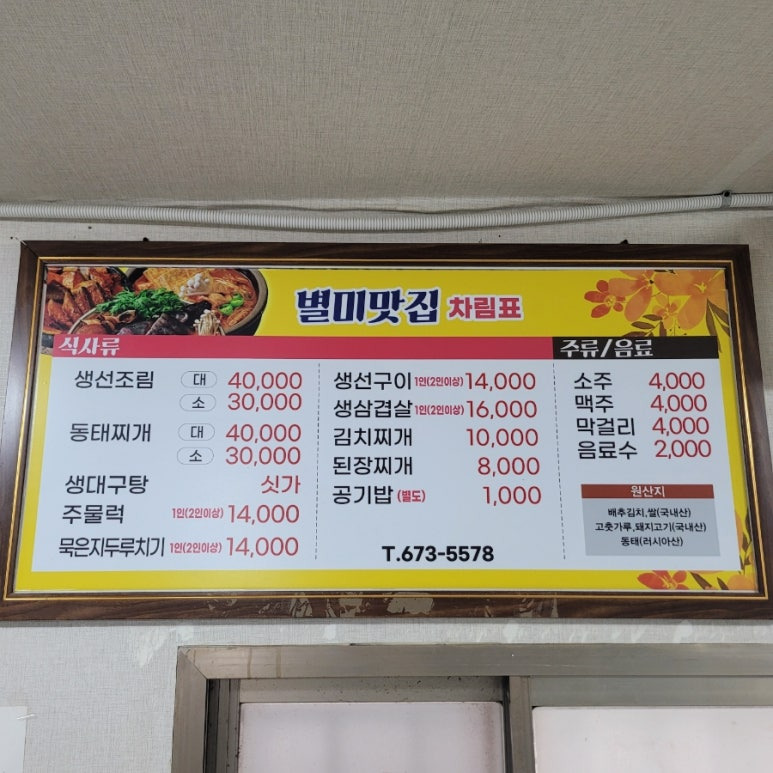 별미맛집 차림표
식사류
생선조림 대 40,000
소 30,000
동태찌개 대 40,000
소 30,000
생대구탕 싯가
주물럭 1인(2인이상) 14,000
묵은지두루치기 1인(2인이상) 14,000
생선구이 1인(2인이상) 14,000
생삼겹살 1인(2인이상) 16,000
김치찌개 10,000
된장찌개 8,000
공기밥 (별도) 1,000
T.673-5578
주류/음료
소주 4,000
맥주 4,000
막걸리 4,000
음료수 2,000
원산지
배추김치,쌀(국내산)
고춧가루,돼지고기(국내산)
동태(러시아산)